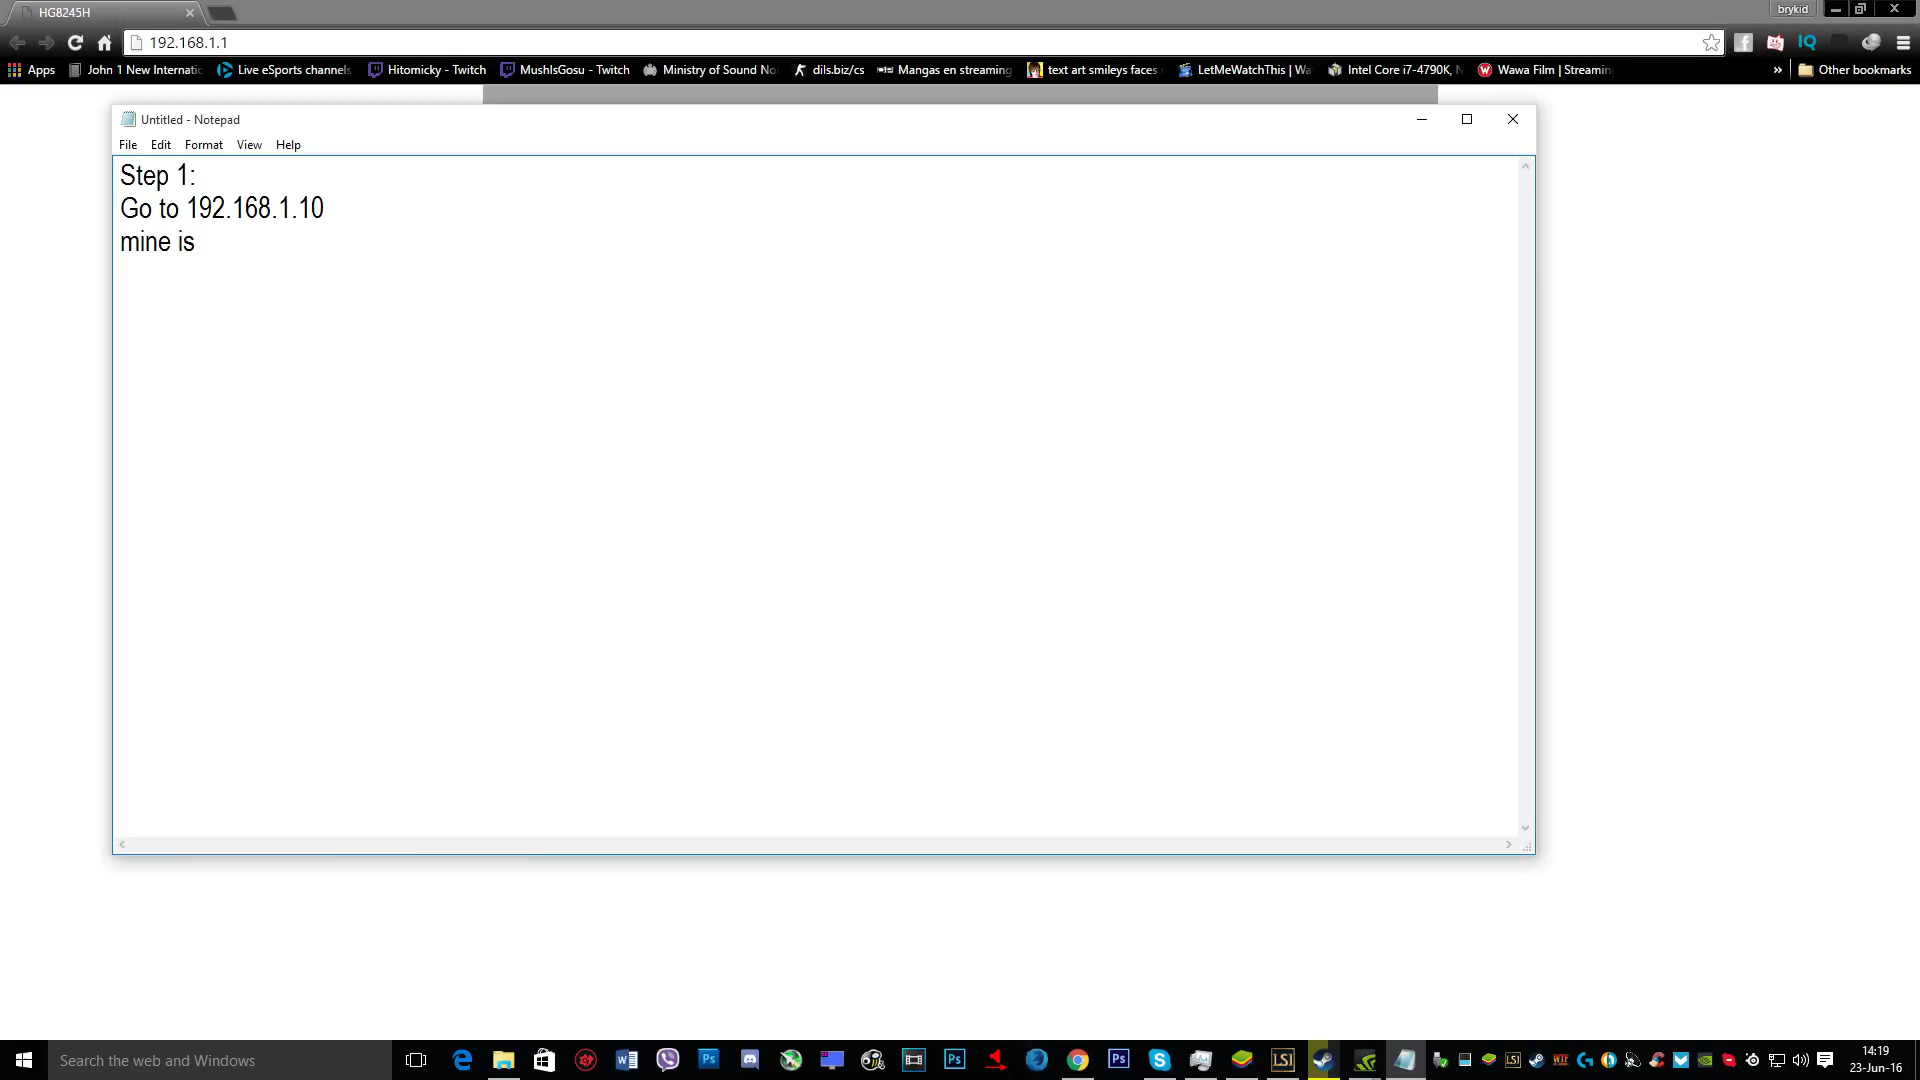 HG8245H
brykid
192.168.1.1
Apps
John 1 New Internatio
Live eSports channels
Hitomicky - Twitch
MushIsGosu - Twitch
Ministry of Sound No
dils.biz/cs
Mangas en streaming
text art smileys faces
LetMeWatchThis | Wa
Intel Core i7-4790K, N
Wawa Film | Streaming
» Other bookmarks
Untitled - Notepad
File Edit Format View Help
Step 1:
Go to 192.168.1.10
mine is
Search the web and Windows
14:19
23-Jun-16